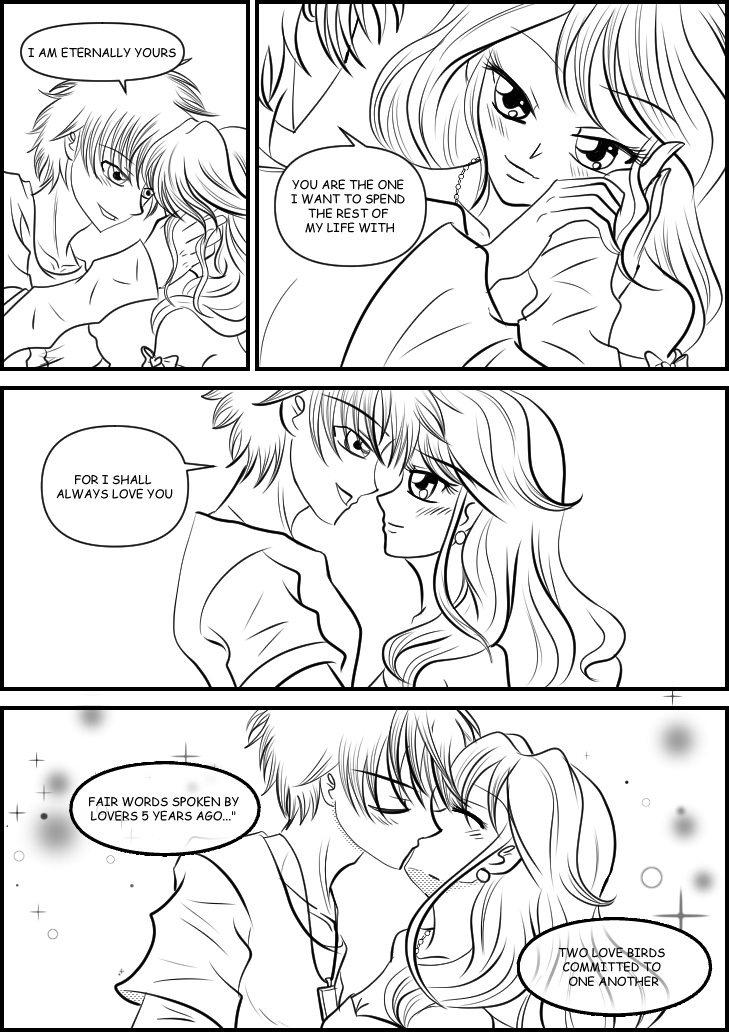 I AM ETERNALLY YOURS
YOU ARE THE ONE
I WANT TO SPEND
THE REST OF
MY LIFE WITH
FOR I SHALL
ALWAYS LOVE YOU
FAIR WORDS SPOKEN BY
LOVERS 5 YEARS AGO..."
TWO LOVE BIRDS
COMMITTED TO
ONE ANOTHER